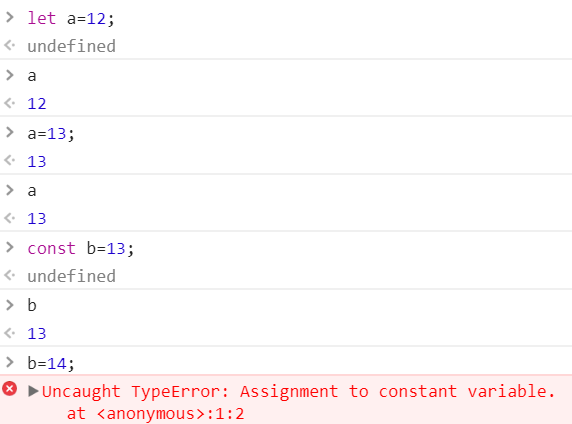 > let a=12;
undefined
> a
12
> a=13;
13
> a
13
> const b=13;
undefined
> b
13
> b=14;
▶Uncaught TypeError: Assignment to constant variable.
at <anonymous>:1:2